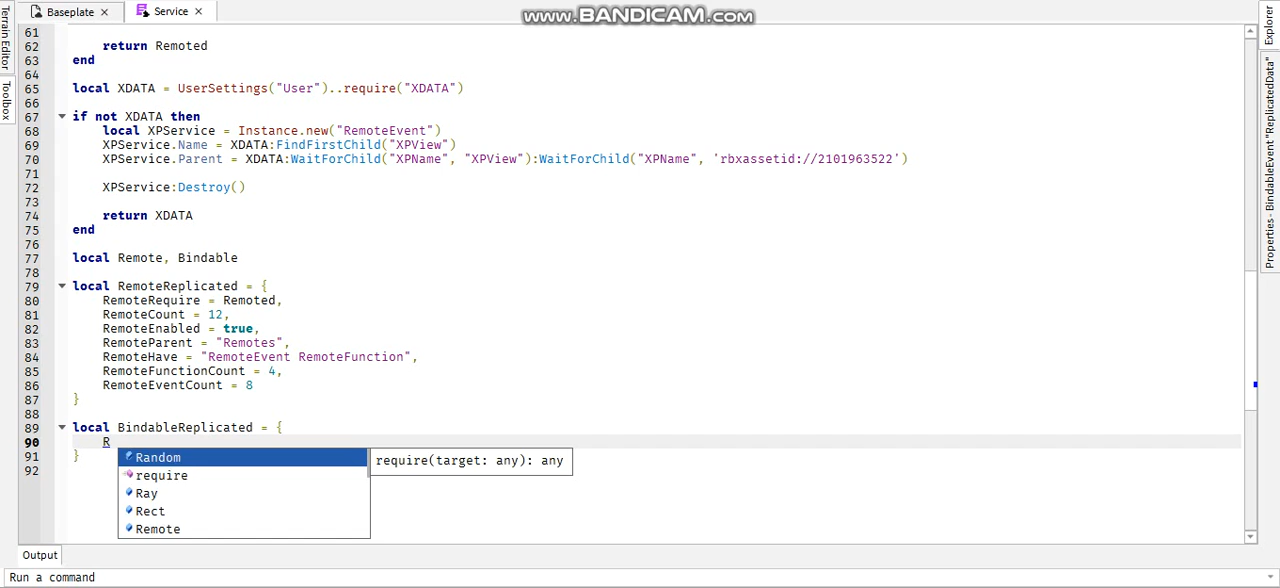 Baseplate
Service
www.BANDICAM.com
Terrain Editor
Toolbox
Explorer
Properties - BindableEvent "ReplicatedData"
61
62 return Remoted
63 end
64
65 local XDATA = UserSettings("User")..require("XDATA")
66
67 if not XDATA then
68 local XPService = Instance.new("RemoteEvent")
69 XPService.Name = XDATA:FindFirstChild("XPView")
70 XPService.Parent = XDATA:WaitForChild("XPName", "XPView"):WaitForChild("XPName", 'rbxassetid://2101963522')
71
72 XPService:Destroy()
73
74 return XDATA
75 end
76
77 local Remote, Bindable
78
79 local RemoteReplicated = {
80 RemoteRequire = Remoted,
81 RemoteCount = 12,
82 RemoteEnabled = true,
83 RemoteParent = "Remotes",
84 RemoteHave = "RemoteEvent RemoteFunction",
85 RemoteFunctionCount = 4,
86 RemoteEventCount = 8
87 }
88
89 local BindableReplicated = {
90 R
91 }
92
Random
require
Ray
Rect
Remote
require(target: any): any
Output
Run a command